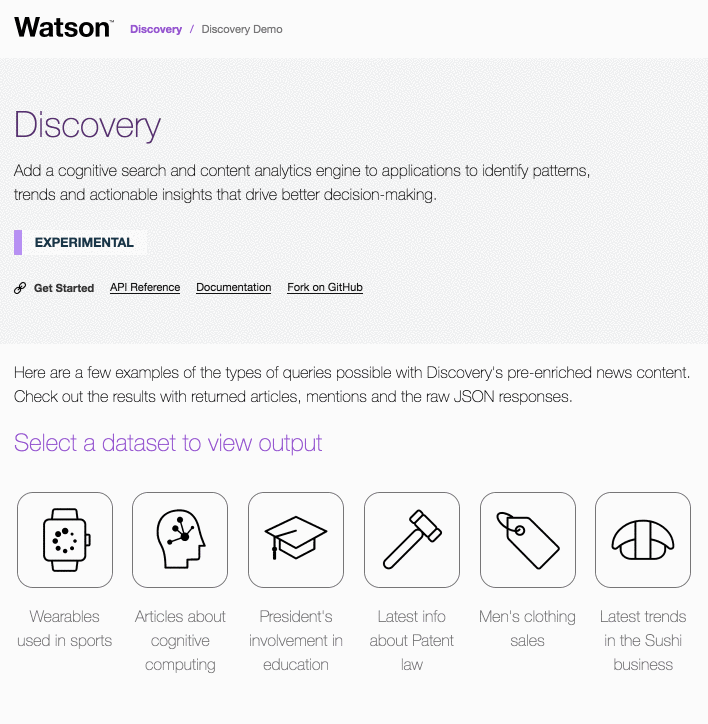 Watson™ Discovery / Discovery Demo
Discovery
Add a cognitive search and content analytics engine to applications to identify patterns,
trends and actionable insights that drive better decision-making.
EXPERIMENTAL
Get Started API Reference Documentation Fork on GitHub
Here are a few examples of the types of queries possible with Discovery's pre-enriched news content.
Check out the results with returned articles, mentions and the raw JSON responses.
Select a dataset to view output
Wearables
used in sports
Articles about
cognitive
computing
President's
involvement in
education
Latest info
about Patent
law
Men's clothing
sales
Latest trends
in the Sushi
business